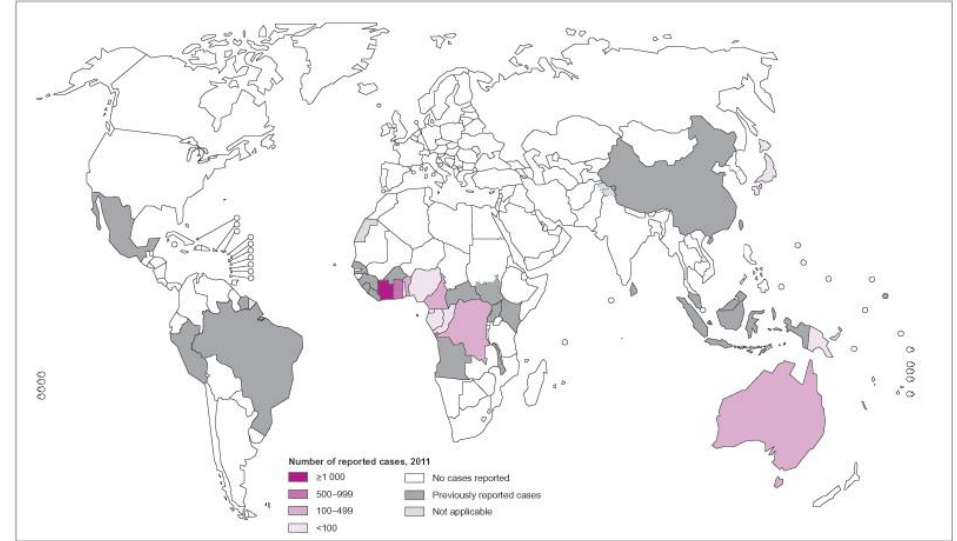 Number of reported cases, 2011
≥1 000
500–999
100–499
<100
No cases reported
Previously reported cases
Not applicable